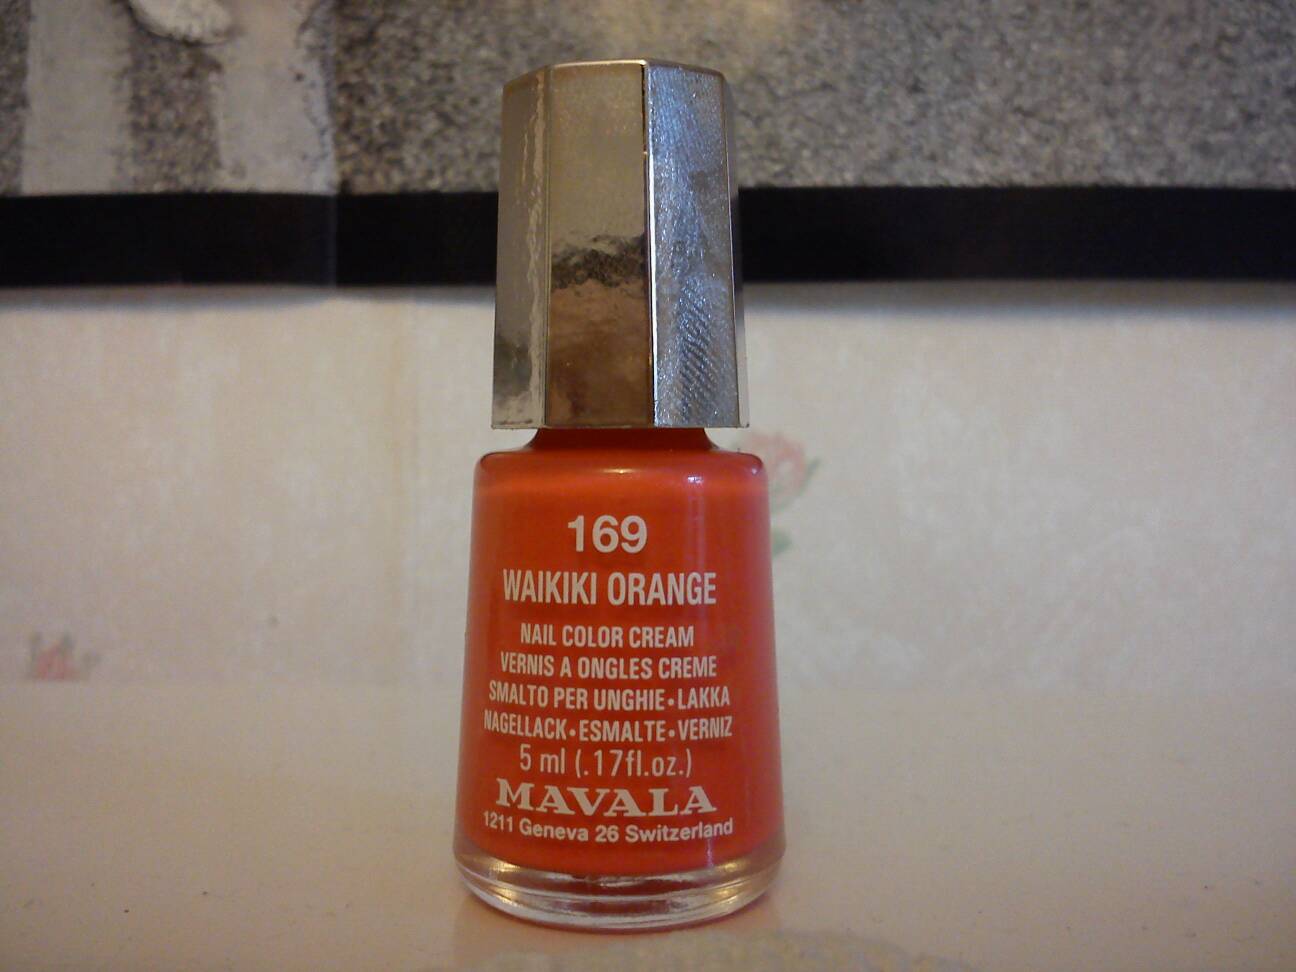 169
WAIKIKI ORANGE
NAIL COLOR CREAM
VERNIS A ONGLES CREME
SMALTO PER UNGHIE•LAKKA
NAGELLACK•ESMALTE•VERNIZ
5 ml (.17fl.oz.)
MAVALA
1211 Geneva 26 Switzerland